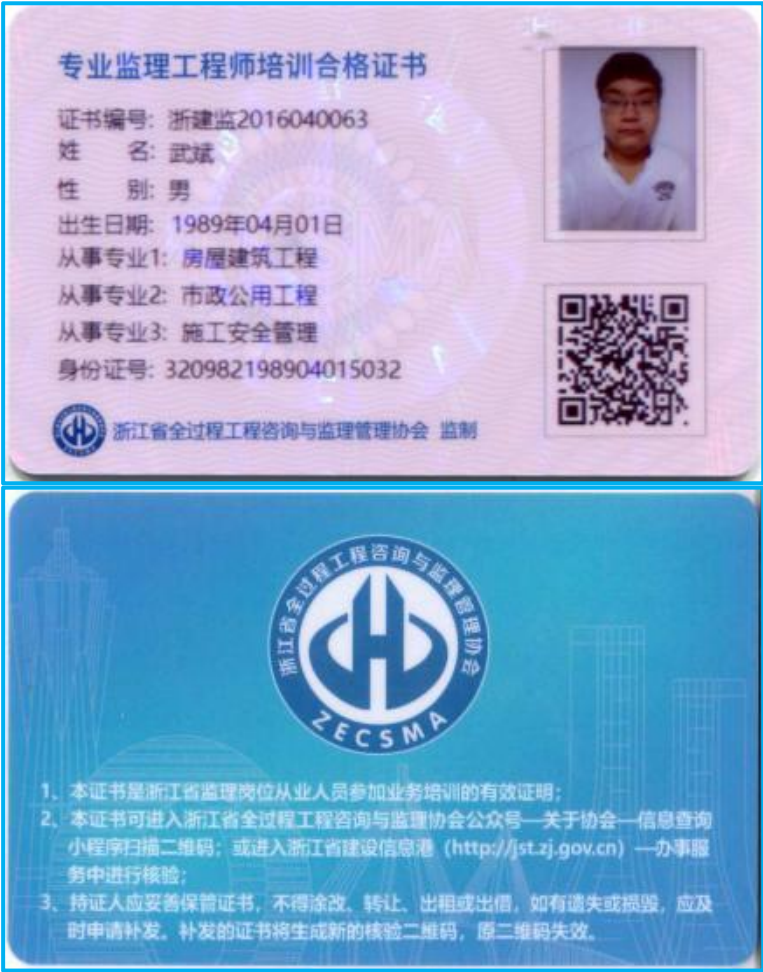 专业监理工程师培训合格证书
证书编号: 浙建监2016040063
姓 名: 武斌
性 别: 男
出生日期: 1989年04月01日
从事专业1: 房屋建筑工程
从事专业2: 市政公用工程
从事专业3: 施工安全管理
身份证号: 320982198904015032
浙江省全过程工程咨询与监理管理协会 监制
浙江省全过程工程咨询与监理管理协会
ZECSMA
1、本证书是浙江省监理岗位从业人员参加业务培训的有效证明；
2、本证书可进入浙江省全过程工程咨询与监理协会公众号—关于协会—信息查询
小程序扫描二维码；或进入浙江省建设信息港（http://jst.zj.gov.cn）—办事服
务中进行核验；
3、持证人应妥善保管证书，不得涂改、转让、出租或出借，如有遗失或损毁，应及
时申请补发。补发的证书将生成新的核验二维码，原二维码失效。